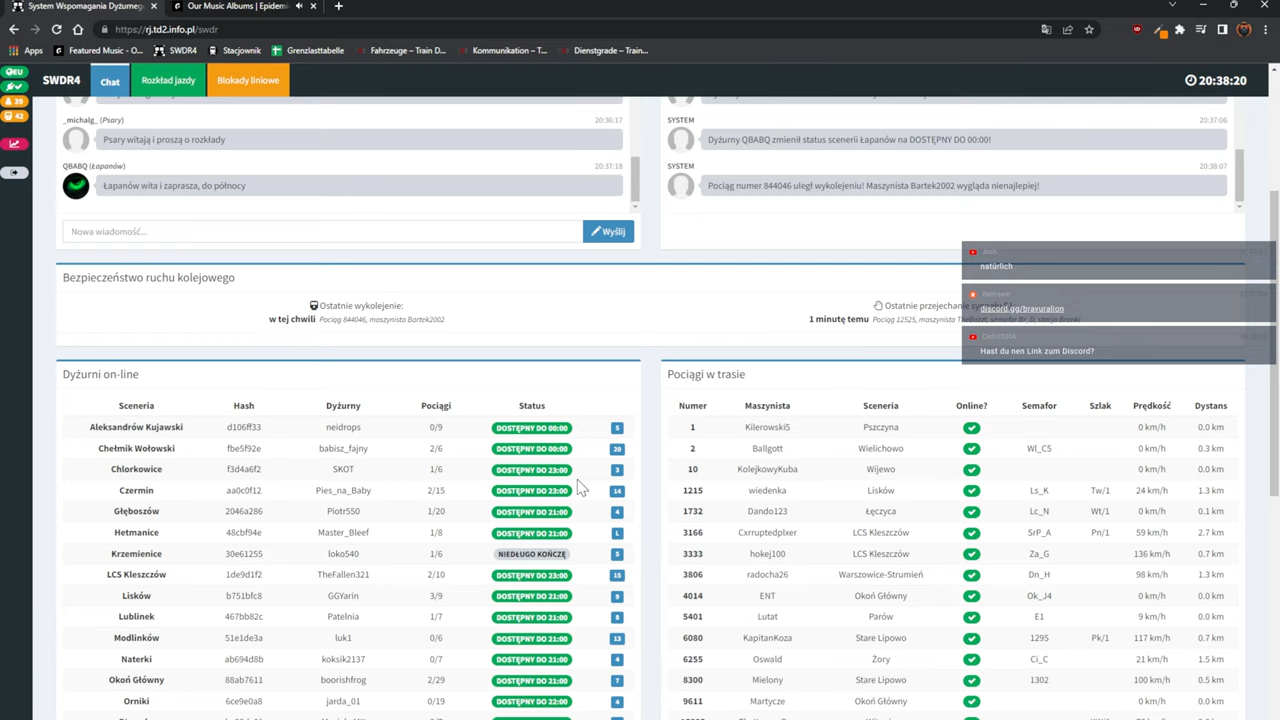 System Wspomagania Dyżurnego
Our Music Albums | Epidemic
https://rj.td2.info.pl/swdr
Apps
Featured Music - O...
SWDR4
Stacjownik
Grenzlasttabelle
Fahrzeuge – Train D...
Kommunikation – T...
Dienstgrade – Train...
EU
39
42
SWDR4
Chat
Rozkład jazdy
Blokady liniowe
20:38:20
_michalg_ (Psary)
20:36:17
Psary witają i proszą o rozkłady
QBABQ (Łapanów)
20:37:18
Łapanów wita i zaprasza, do północy
Nowa wiadomość...
Wyślij
SYSTEM
20:37:06
Dyżurny QBABQ zmienił status scenerii Łapanów na DOSTĘPNY DO 00:00!
SYSTEM
20:38:07
Pociąg numer 844046 uległ wykolejeniu! Maszynista Bartek2002 wygląda nienajlepiej!
Josh
natürlich
Restream
discord.gg/bravuralion
Cedric0304
Hast du nen Link zum Discord?
Bezpieczeństwo ruchu kolejowego
Ostatnie wykolejenie:
w tej chwili Pociąg 844046, maszynista Bartek2002
Ostatnie przejechanie
1 minutę temu Pociąg 12525, maszynista TheBozzt, semafor Br_D, stacja Bronki
Dyżurni on-line
Sceneria Hash Dyżurny Pociągi Status
Aleksandrów Kujawski d106ff33 neidrops 0/9 DOSTĘPNY DO 00:00 5
Chełmik Wołowski fbe5f92e babisz_fajny 2/6 DOSTĘPNY DO 00:00 20
Chlorkowice f3d4a6f2 SKOT 1/6 DOSTĘPNY DO 23:00 3
Czermin aa0c0f12 Pies_na_Baby 2/15 DOSTĘPNY DO 23:00 14
Głęboszów 2046a286 Piotr550 1/20 DOSTĘPNY DO 21:00 4
Hetmanice 48cbf94e Master_Bleef 1/8 DOSTĘPNY DO 21:00 L
Krzemienice 30e61255 loko540 1/6 NIEDŁUGO KOŃCZĘ 5
LCS Kleszczów 1de9d1f2 TheFallen321 2/10 DOSTĘPNY DO 23:00 15
Lisków b751bfc8 GGYarin 3/9 DOSTĘPNY DO 21:00 9
Lublinek 467bb82c Patelnia 1/7 DOSTĘPNY DO 21:00 8
Modlinków 51e1de3a luk1 0/6 DOSTĘPNY DO 21:00 13
Naterki ab694d8b koksik2137 0/7 DOSTĘPNY DO 21:00 4
Okoń Główny 88ab7611 boorishfrog 2/29 DOSTĘPNY DO 21:00 7
Orniki 6ce9e0a8 jarda_01 0/19 DOSTĘPNY DO 22:00 4
Pociągi w trasie
Numer Maszynista Sceneria Online? Semafor Szlak Prędkość Dystans
1 Kilerowski5 Pszczyna 0 km/h 0.0 km
2 Ballgott Wielichowo Wl_C5 0 km/h 0.3 km
10 KolejkowyKuba Wijewo 0 km/h 0.0 km
1215 wiedenka Lisków Ls_K Tw/1 24 km/h 1.3 km
1732 Dando123 Łęczyca Lc_N Wt/1 0 km/h 0.1 km
3166 Cxrruptedplxer LCS Kleszczów SrP_A Pn/1 59 km/h 2.7 km
3333 hokej100 LCS Kleszczów Za_G 136 km/h 0.7 km
3806 radocha26 Warszowice-Strumień Dn_H 98 km/h 1.3 km
4014 ENT Okoń Główny Ok_J4 0 km/h 0.0 km
5401 Lutat Parów E1 9 km/h 0.0 km
6080 KapitanKoza Stare Lipowo 1295 Pk/1 117 km/h 0.7 km
6255 Oswald Żory Ci_C 21 km/h 1.5 km
8300 Mielony Stare Lipowo 1302 100 km/h 0.5 km
9611 Martycze Orzechowice 0 km/h 0.0 km